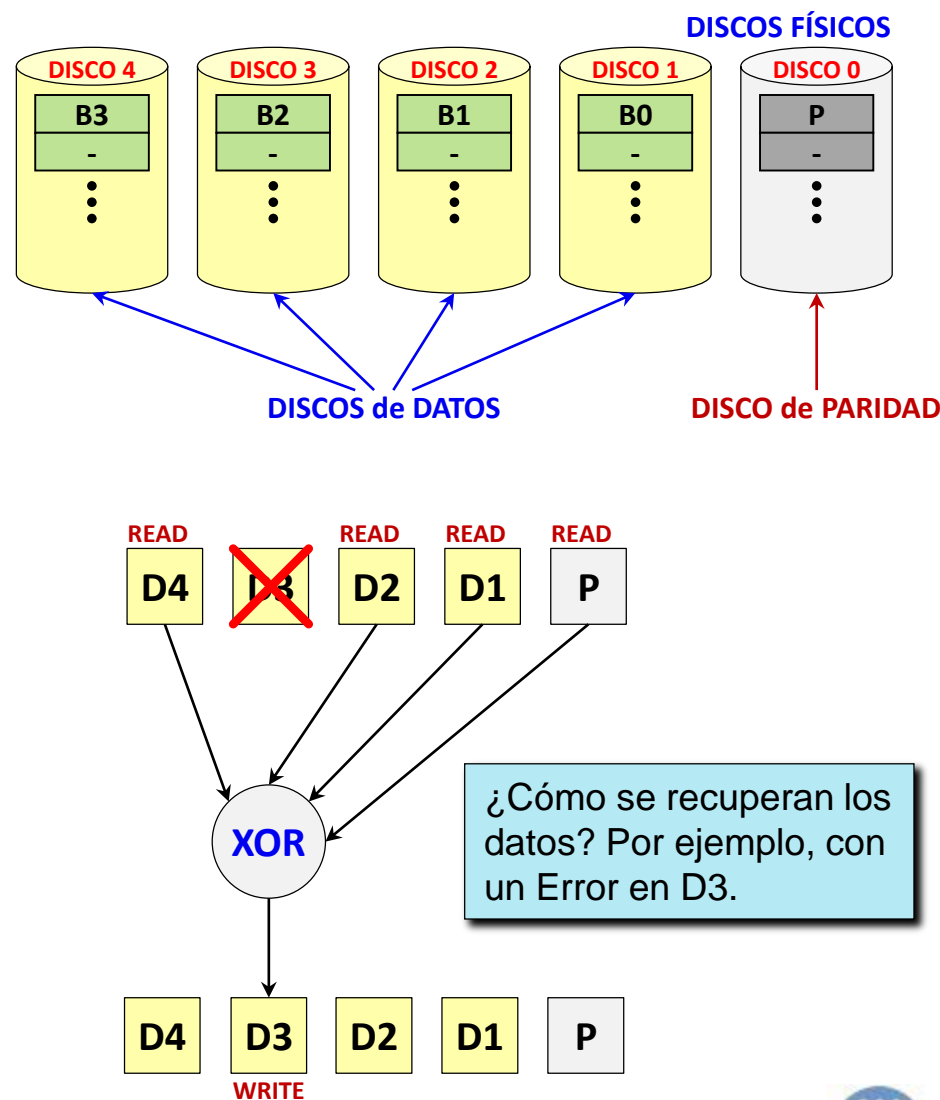 DISCOS FÍSICOS
DISCO 4 DISCO 3 DISCO 2 DISCO 1 DISCO 0
B3 B2 B1 B0 P
- - - - -
DISCOS de DATOS DISCO de PARIDAD
READ READ READ READ
D4 D3 D2 D1 P
XOR
¿Cómo se recuperan los
datos? Por ejemplo, con
un Error en D3.
D4 D3 D2 D1 P
WRITE